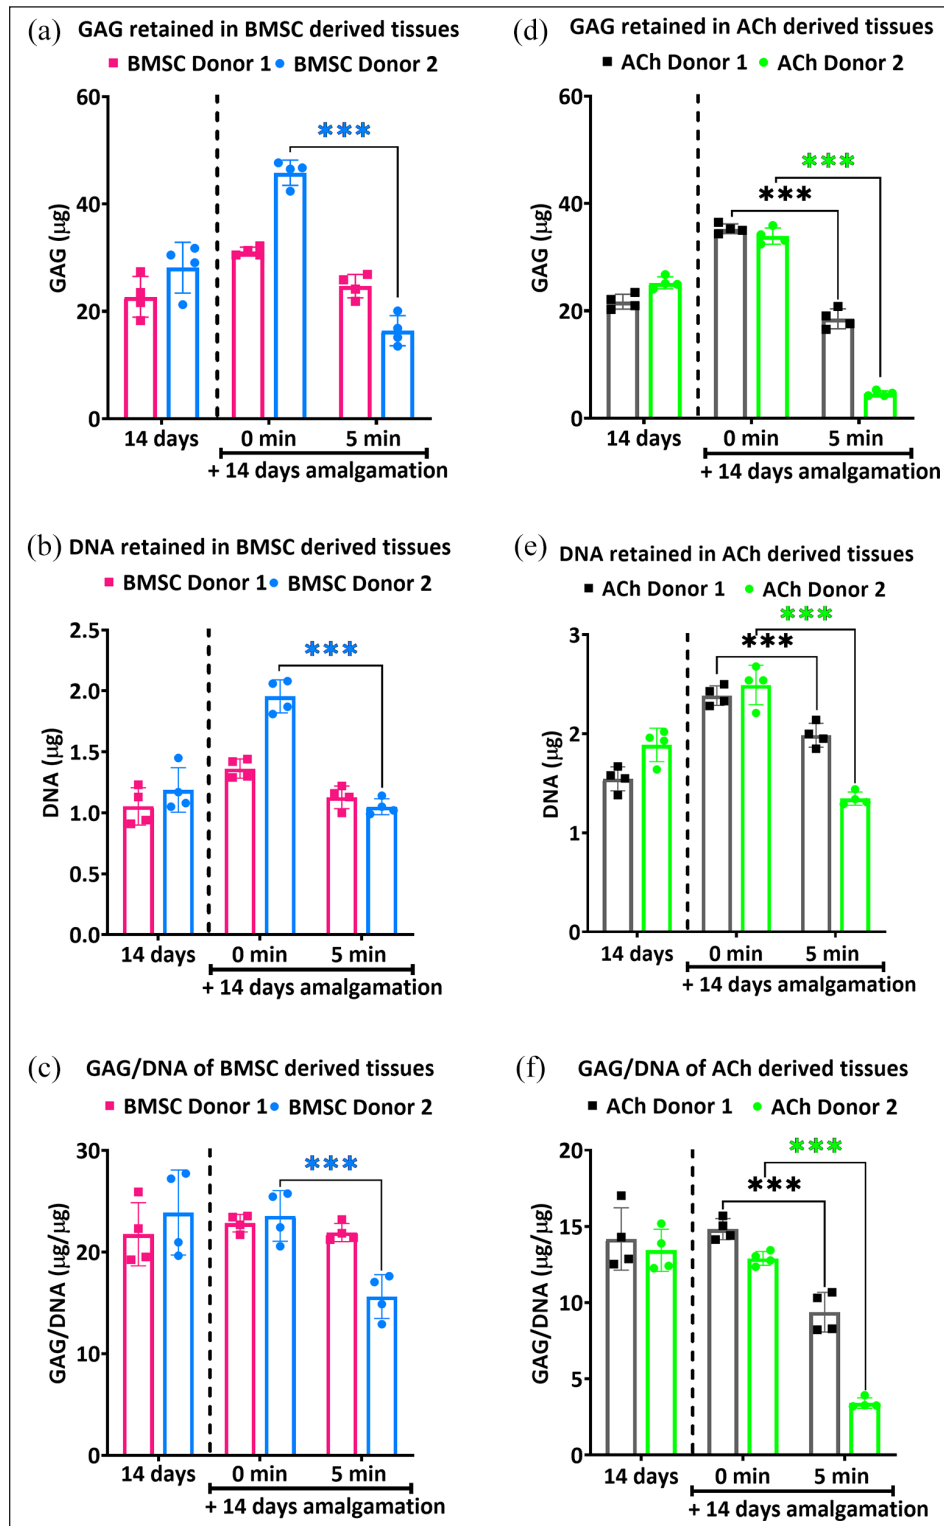 (a) GAG retained in BMSC derived tissues
BMSC Donor 1 BMSC Donor 2
60
40
20
0
GAG (µg)
***
14 days 0 min 5 min
+ 14 days amalgamation
(d) GAG retained in ACh derived tissues
ACh Donor 1 ACh Donor 2
60
40
20
0
GAG (µg)
***
***
14 days 0 min 5 min
+ 14 days amalgamation
(b) DNA retained in BMSC derived tissues
BMSC Donor 1 BMSC Donor 2
2.5
2.0
1.5
1.0
0.5
0.0
DNA (µg)
***
14 days 0 min 5 min
+ 14 days amalgamation
(e) DNA retained in ACh derived tissues
ACh Donor 1 ACh Donor 2
3
2
1
0
DNA (µg)
***
***
14 days 0 min 5 min
+ 14 days amalgamation
(c) GAG/DNA of BMSC derived tissues
BMSC Donor 1 BMSC Donor 2
30
20
10
0
GAG/DNA (µg/µg)
***
14 days 0 min 5 min
+ 14 days amalgamation
(f) GAG/DNA of ACh derived tissues
ACh Donor 1 ACh Donor 2
20
15
10
5
0
GAG/DNA (µg/µg)
***
***
14 days 0 min 5 min
+ 14 days amalgamation